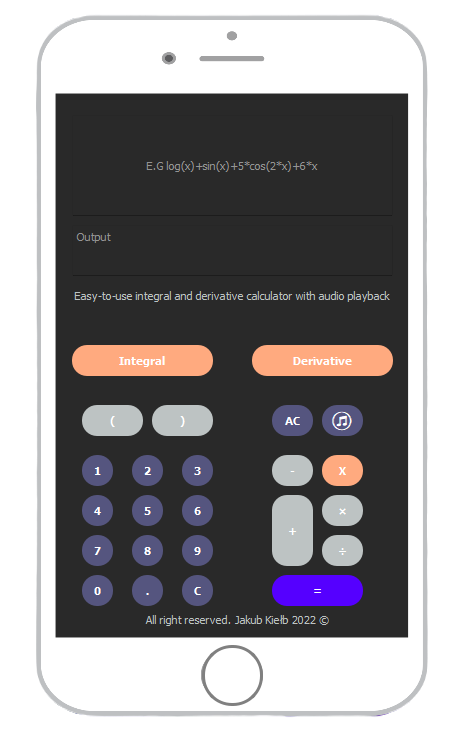 E.G log(x)+sin(x)+5*cos(2*x)+6*x
Output
Easy-to-use integral and derivative calculator with audio playback
Integral Derivative
( ) AC
1 2 3 - X
4 5 6 + ×
7 8 9 ÷
0 . C =
All right reserved. Jakub Kiełb 2022 ©